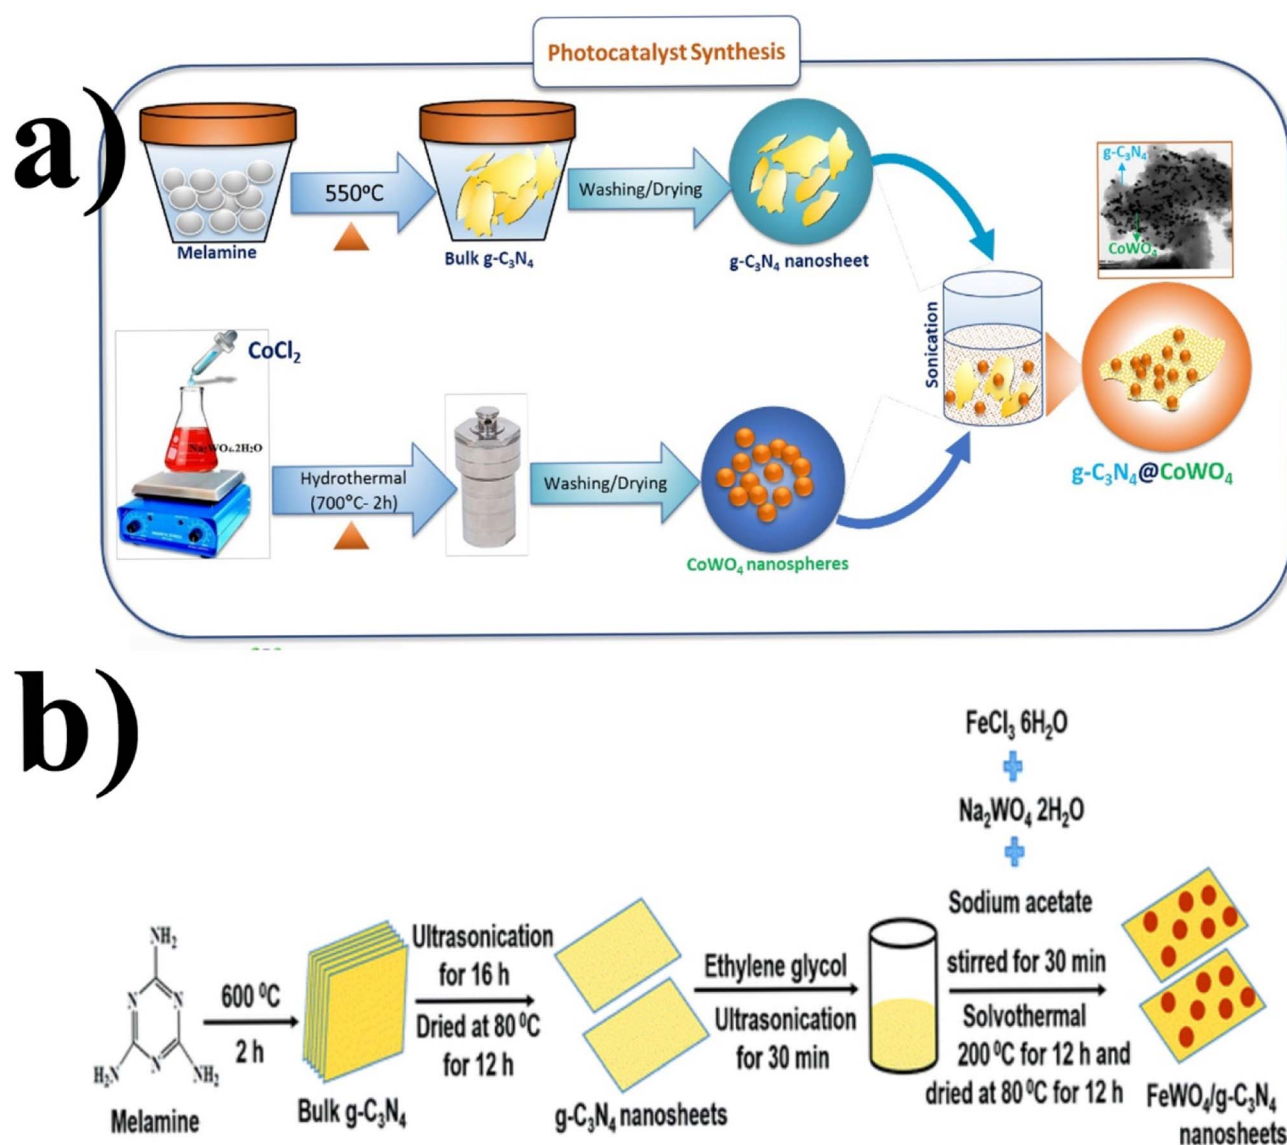 a)
Photocatalyst Synthesis
Melamine
550ºC
Bulk g-C₃N₄
Washing/Drying
g-C₃N₄ nanosheet
CoCl₂
Na₂WO₄.2H₂O
Hydrothermal
(700°C- 2h)
Washing/Drying
CoWO₄ nanospheres
Sonication
g-C₃N₄
CoWO₄
g-C₃N₄@CoWO₄
b)
Melamine
NH₂
N
N
N
H₂N
NH₂
600 ⁰C
2 h
Bulk g-C₃N₄
Ultrasonication
for 16 h
Dried at 80 ⁰C
for 12 h
g-C₃N₄ nanosheets
Ethylene glycol
Ultrasonication
for 30 min
FeCl₃ 6H₂O
+
Na₂WO₄ 2H₂O
+
Sodium acetate
stirred for 30 min
Solvothermal
200 ⁰C for 12 h and
dried at 80 ⁰C for 12 h
FeWO₄/g-C₃N₄
nanosheets